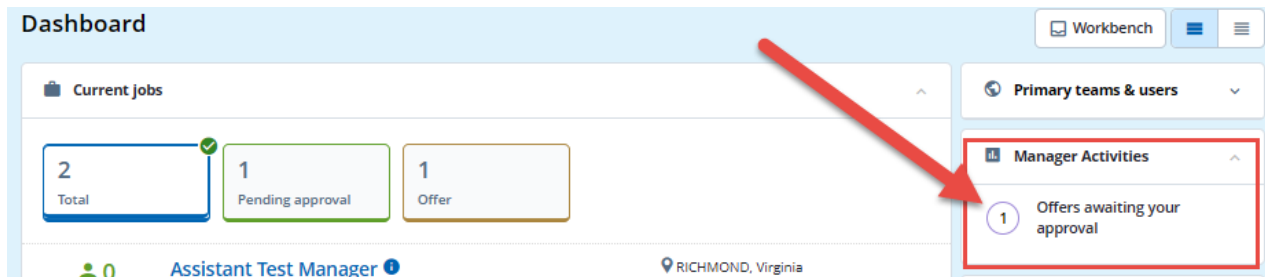 Dashboard
Workbench
Current jobs
Primary teams & users
2
Total
1
Pending approval
1
Offer
Manager Activities
1
Offers awaiting your
approval
0
Assistant Test Manager
RICHMOND, Virginia